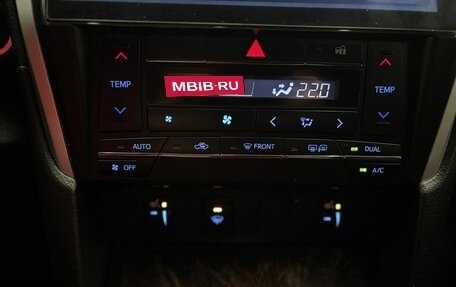 TEMP
MBIB·RU
22.0
TEMP
AUTO
FRONT
DUAL
OFF
A/C